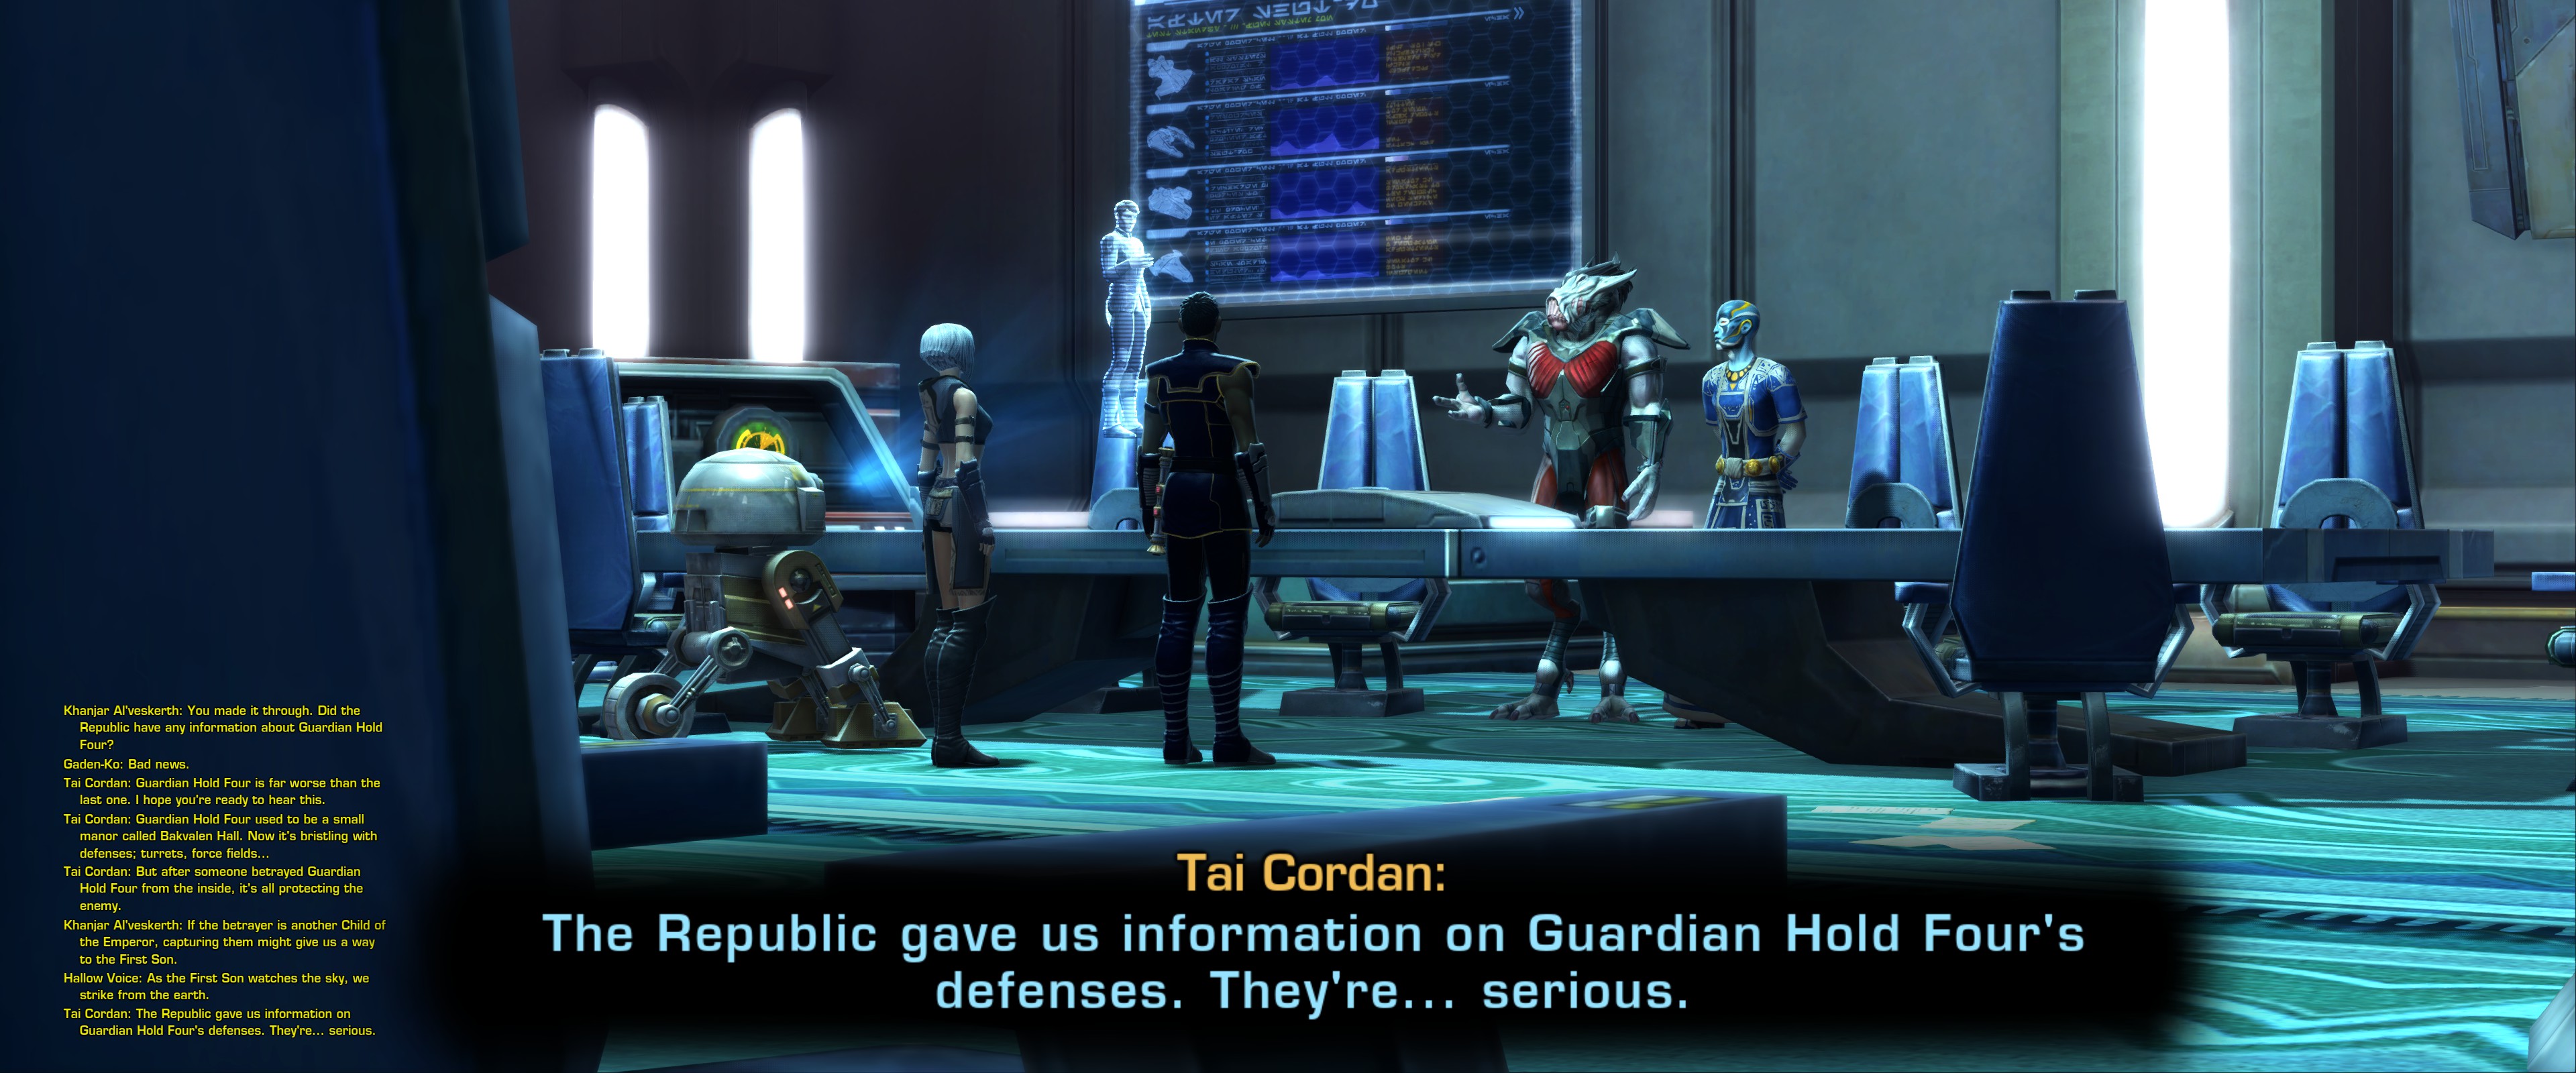 Khanjar Al'veskerth: You made it through. Did the
Republic have any information about Guardian Hold
Four?
Gaden-Ko: Bad news.
Tai Cordan: Guardian Hold Four is far worse than the
last one. I hope you're ready to hear this.
Tai Cordan: Guardian Hold Four used to be a small
manor called Bakvalen Hall. Now it's bristling with
defenses; turrets, force fields...
Tai Cordan: But after someone betrayed Guardian
Hold Four from the inside, it's all protecting the
enemy.
Khanjar Al'veskerth: If the betrayer is another Child of
the Emperor, capturing them might give us a way
to the First Son.
Hallow Voice: As the First Son watches the sky, we
strike from the earth.
Tai Cordan: The Republic gave us information on
Guardian Hold Four's defenses. They're... serious.
Tai Cordan:
The Republic gave us information on Guardian Hold Four's
defenses. They're... serious.